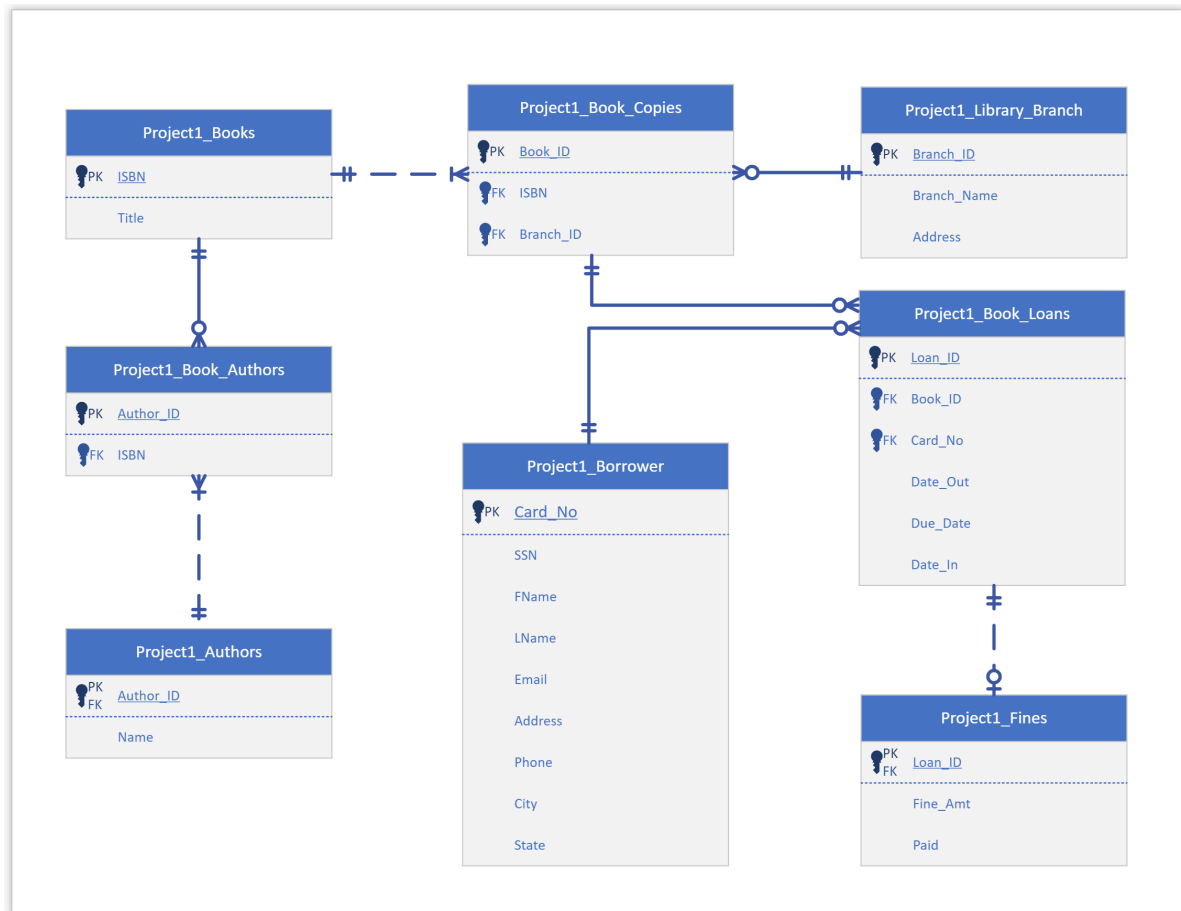 Project1_Books
PK ISBN
Title
Project1_Book_Copies
PK Book_ID
FK ISBN
FK Branch_ID
Project1_Library_Branch
PK Branch_ID
Branch_Name
Address
Project1_Book_Authors
PK Author_ID
FK ISBN
Project1_Book_Loans
PK Loan_ID
FK Book_ID
FK Card_No
Date_Out
Due_Date
Date_In
Project1_Borrower
PK Card_No
SSN
FName
LName
Email
Address
Phone
City
State
Project1_Authors
PK
FK Author_ID
Name
Project1_Fines
PK
FK Loan_ID
Fine_Amt
Paid